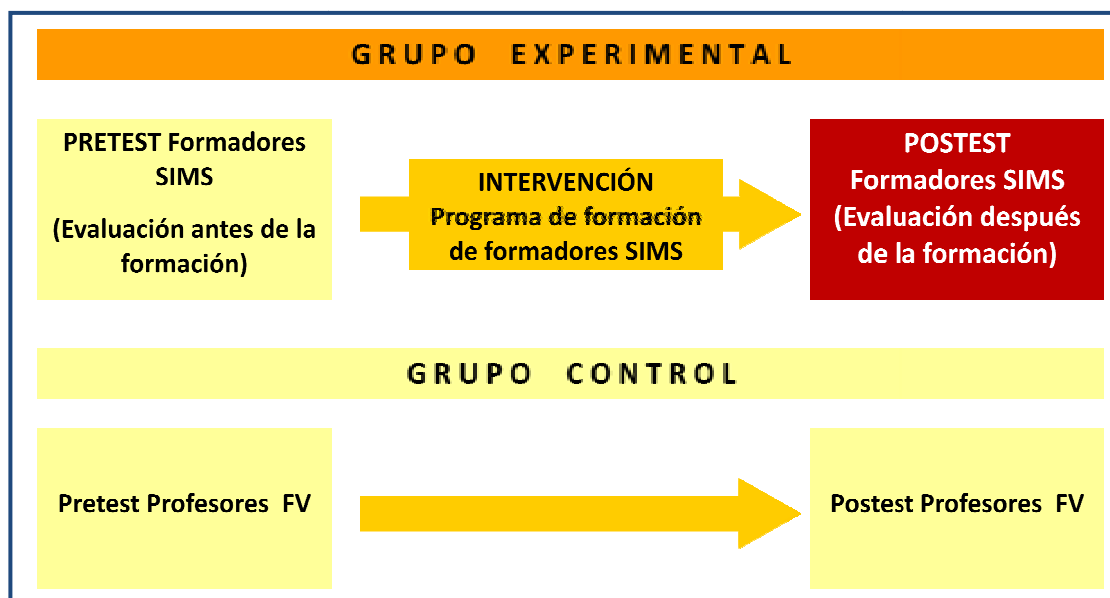 GRUPO EXPERIMENTAL
PRETEST Formadores
SIMS
(Evaluación antes de la
formación)
INTERVENCIÓN
Programa de formación
de formadores SIMS
POSTEST
Formadores SIMS
(Evaluación después
de la formación)
GRUPO CONTROL
Pretest Profesores FV
Postest Profesores FV